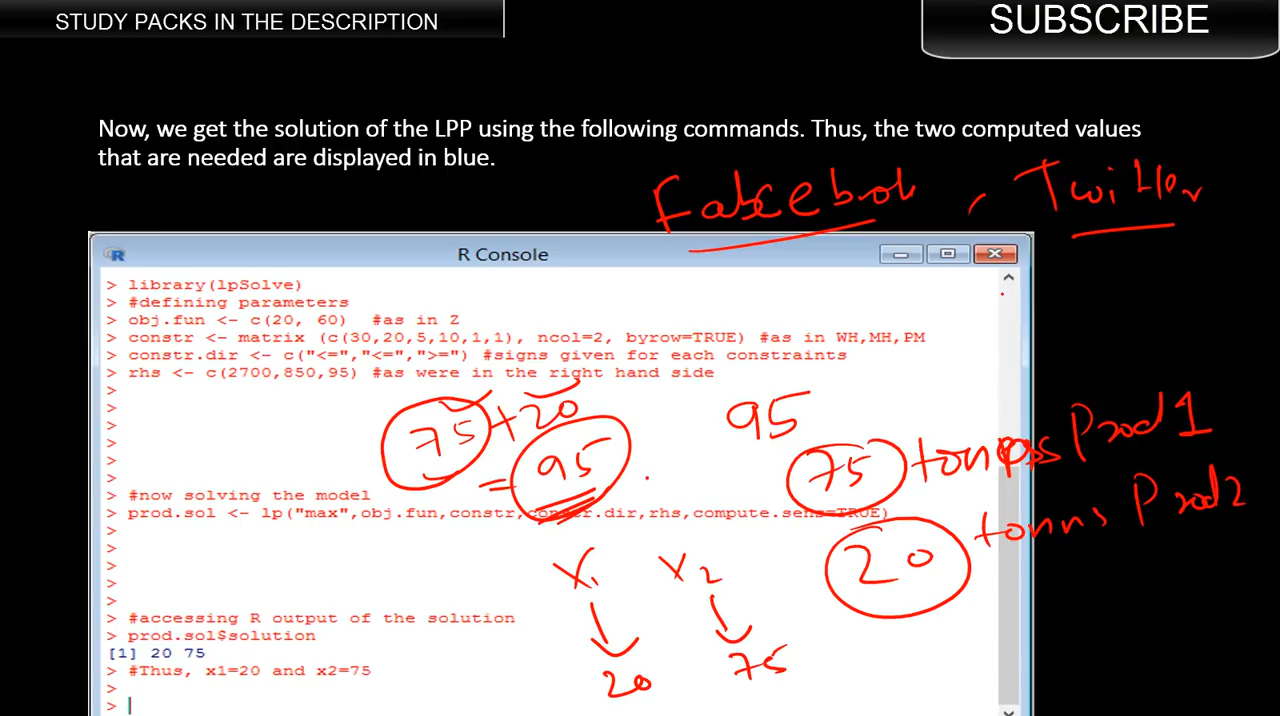 STUDY PACKS IN THE DESCRIPTION
SUBSCRIBE
Now, we get the solution of the LPP using the following commands. Thus, the two computed values
that are needed are displayed in blue.
Facebook, Twitter
R Console
> library(lpSolve)
> #defining parameters
> obj.fun <- c(20, 60)  #as in Z
> constr <- matrix (c(30,20,5,10,1,1), ncol=2, byrow=TRUE) #as in WH,MH,PM
> constr.dir <- c("<=","<=",">=") #signs given for each constraints
> rhs <- c(2700,850,95) #as were in the right hand side
>
>
>
>
>
>
> #now solving the model
> prod.sol <- lp("max",obj.fun,constr,constr.dir,rhs,compute.sens=TRUE)
>
>
>
>
>
> #accessing R output of the solution
> prod.sol$solution
[1] 20 75
> #Thus, x1=20 and x2=75
>
>
75+20
=95
95
75 tonnes Prod 1
20 tonns Prod 2
X1 X2
20 75